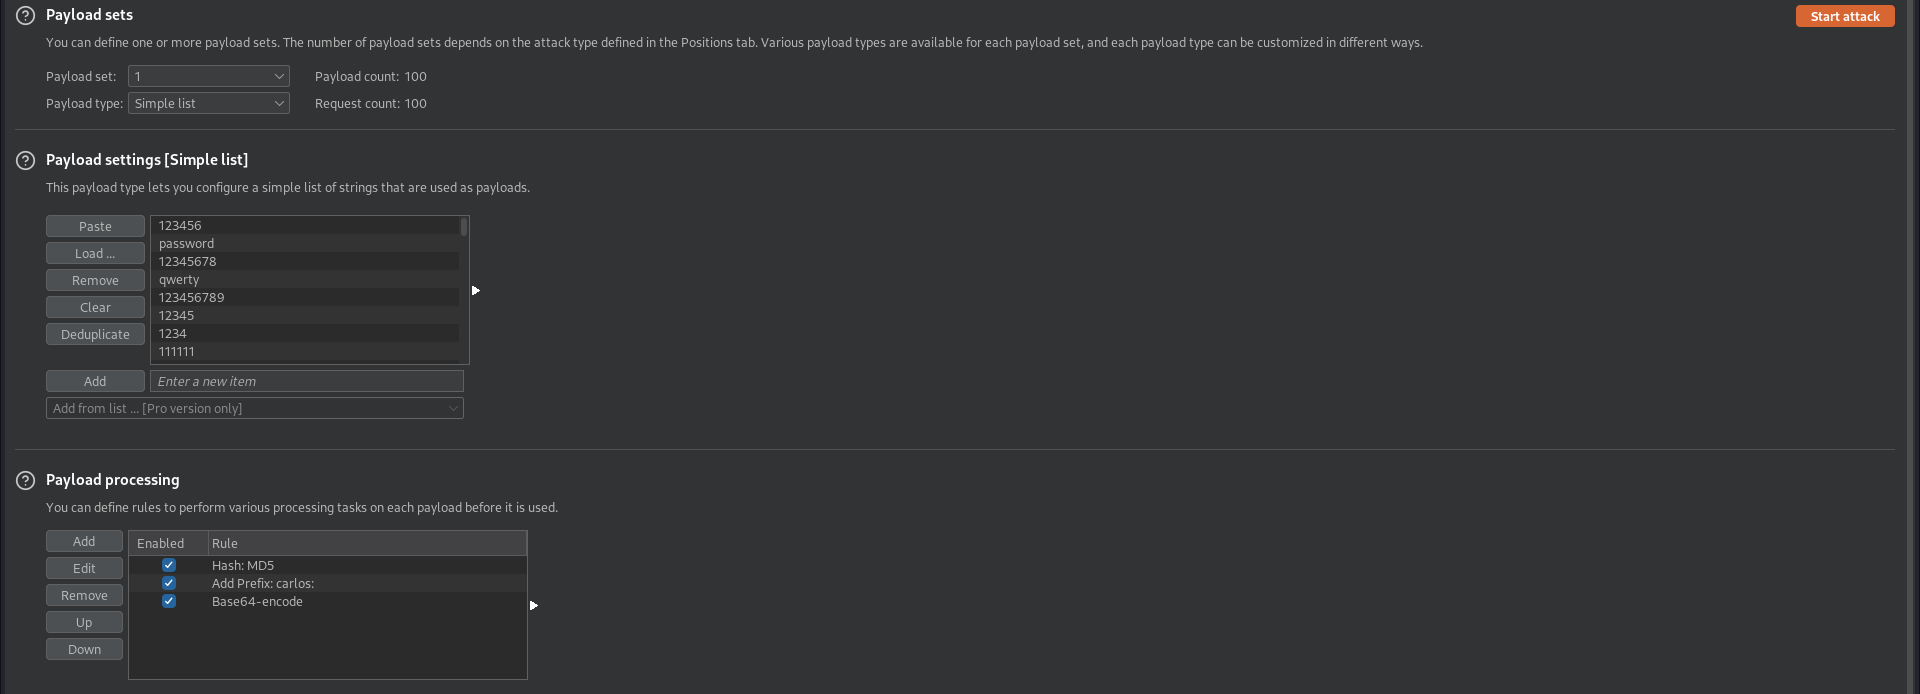 Payload sets
Start attack
You can define one or more payload sets. The number of payload sets depends on the attack type defined in the Positions tab. Various payload types are available for each payload set, and each payload type can be customized in different ways.
Payload set: 1 Payload count: 100
Payload type: Simple list Request count: 100
Payload settings [Simple list]
This payload type lets you configure a simple list of strings that are used as payloads.
Paste
Load ...
Remove
Clear
Deduplicate
123456
password
12345678
qwerty
123456789
12345
1234
111111
Add Enter a new item
Add from list ... [Pro version only]
Payload processing
You can define rules to perform various processing tasks on each payload before it is used.
Add
Edit
Remove
Up
Down
Enabled Rule
Hash: MD5
Add Prefix: carlos:
Base64-encode